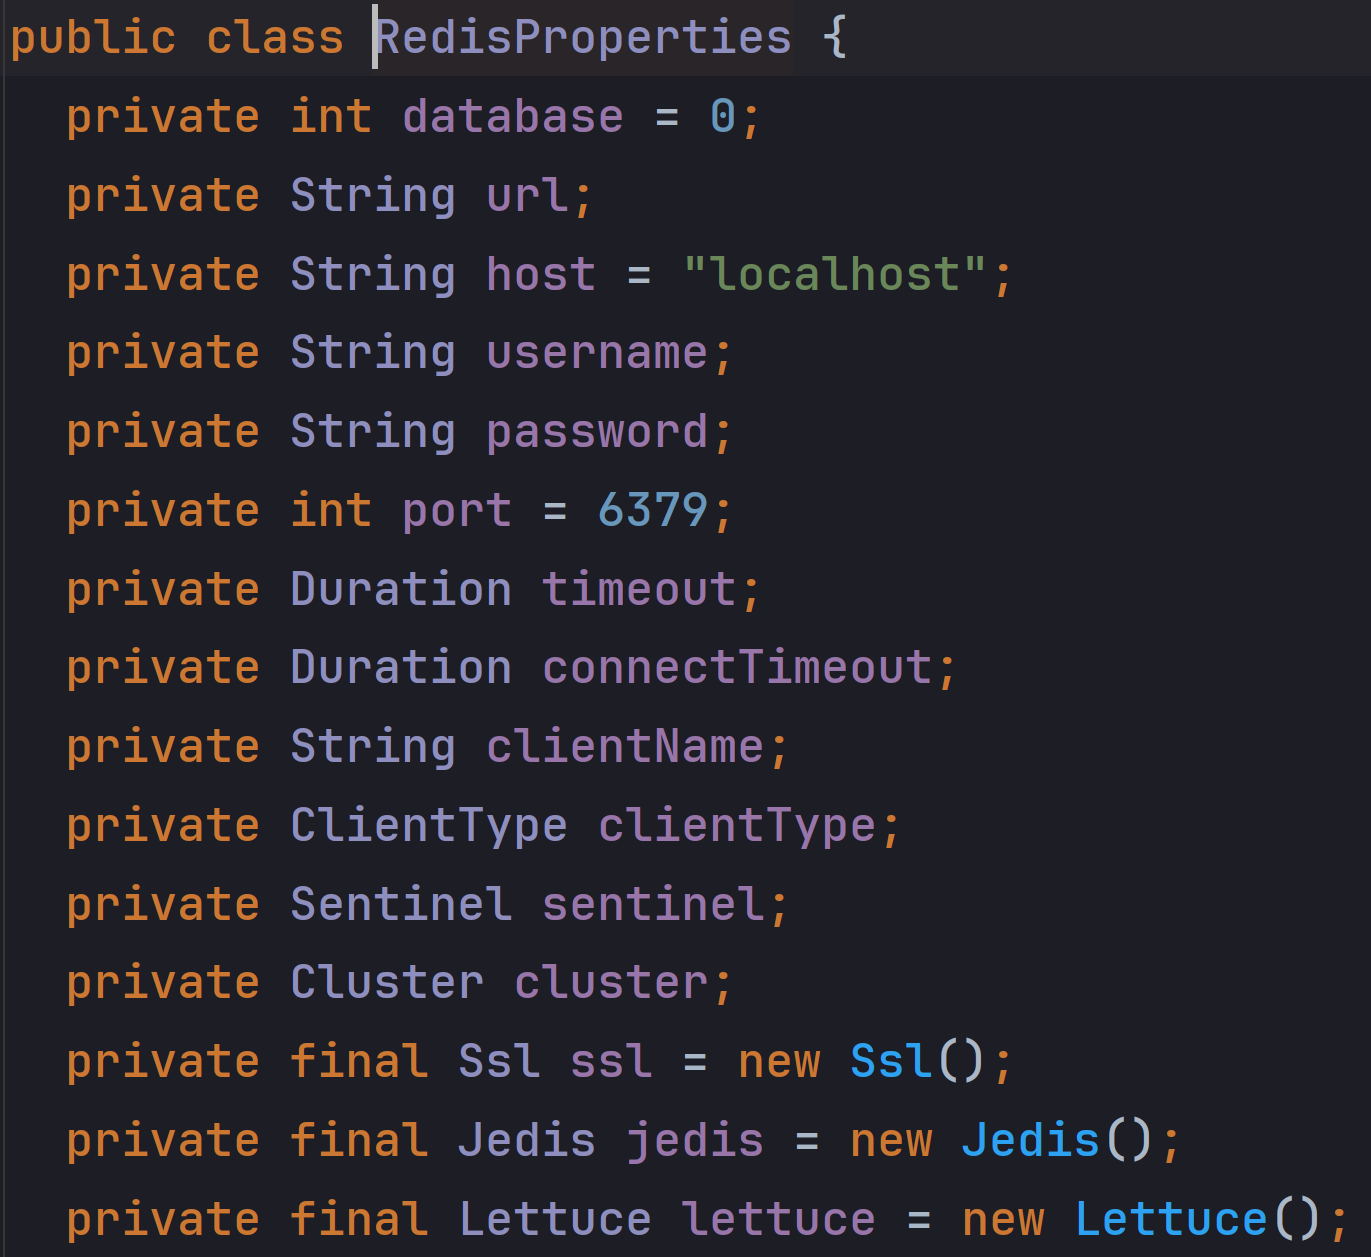 public class RedisProperties {
  private int database = 0;
  private String url;
  private String host = "localhost";
  private String username;
  private String password;
  private int port = 6379;
  private Duration timeout;
  private Duration connectTimeout;
  private String clientName;
  private ClientType clientType;
  private Sentinel sentinel;
  private Cluster cluster;
  private final Ssl ssl = new Ssl();
  private final Jedis jedis = new Jedis();
  private final Lettuce lettuce = new Lettuce();